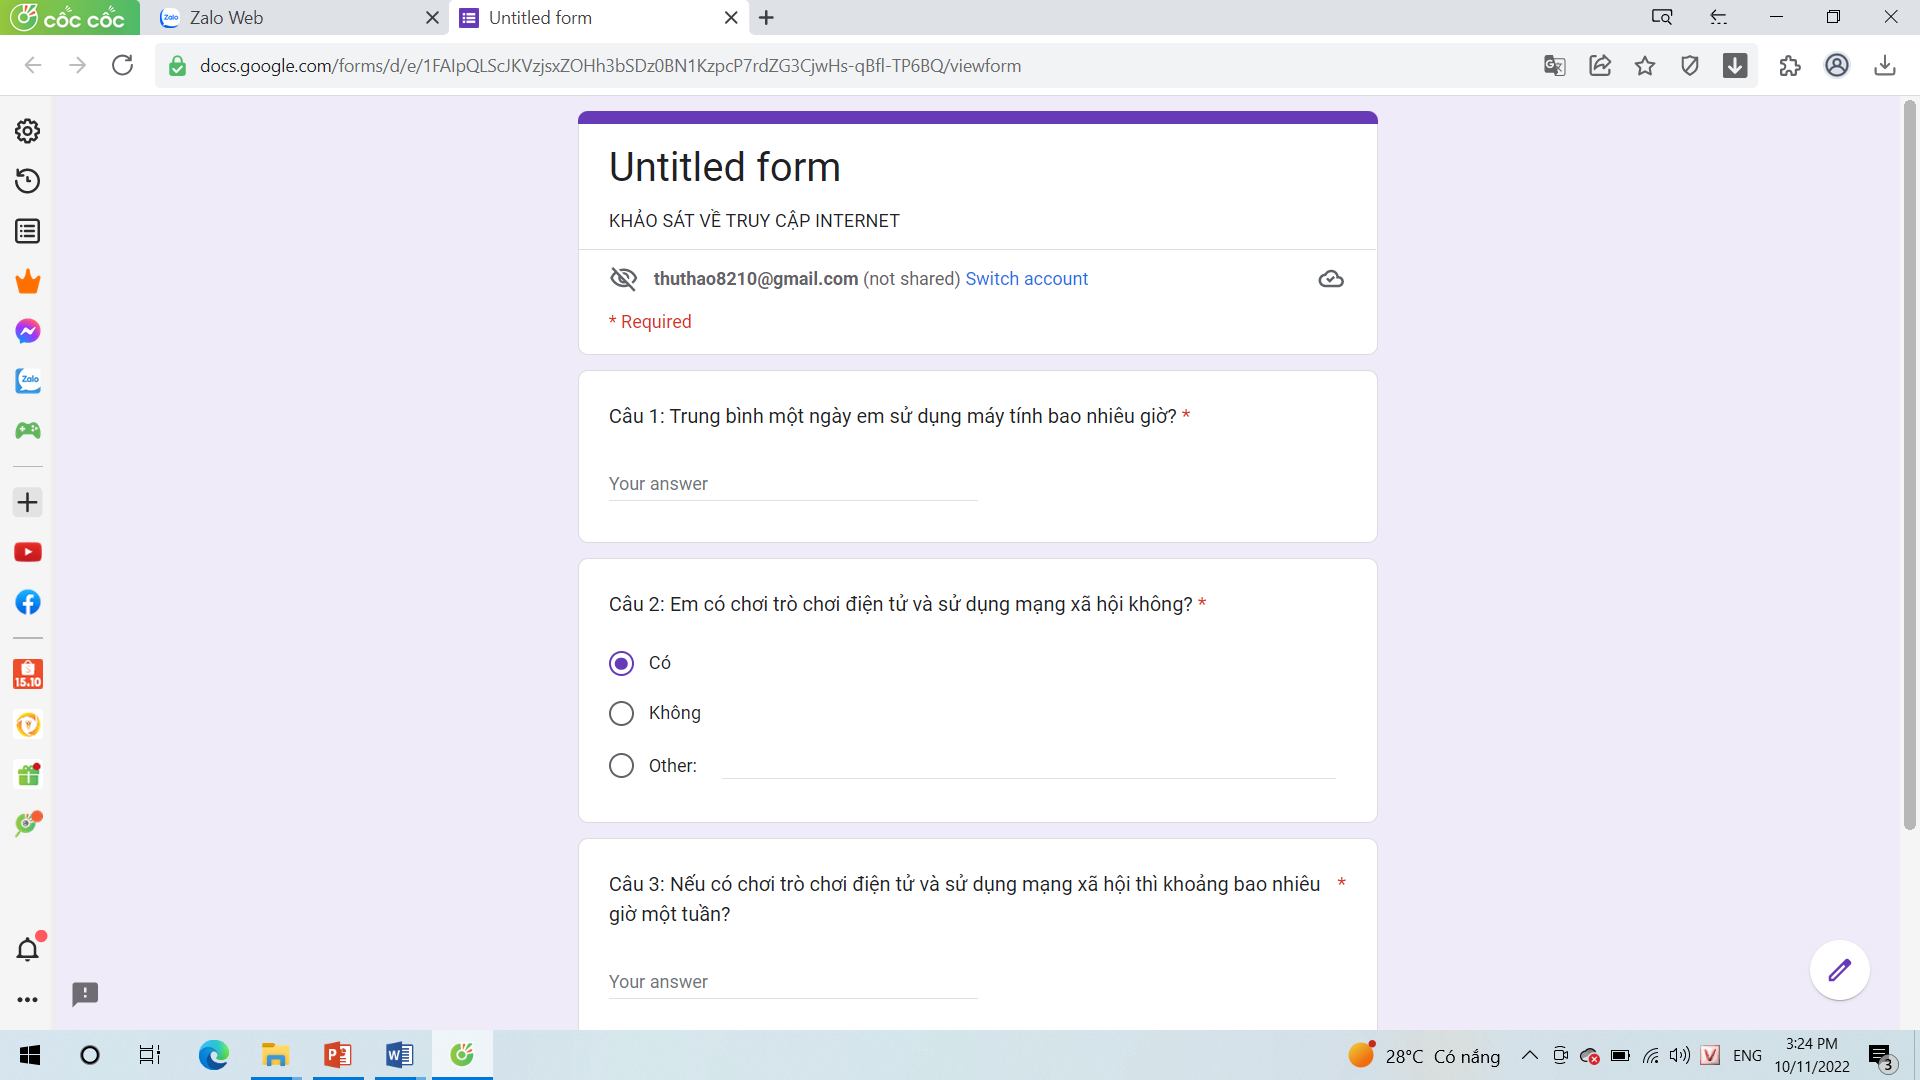 cốc cốc
Zalo Web
Untitled form
docs.google.com/forms/d/e/1FAIpQLScJKVzjsxZOHh3bSDz0BN1KzpcP7rdZG3CjwHs-qBfl-TP6BQ/viewform
Untitled form
KHẢO SÁT VỀ TRUY CẬP INTERNET
thuthao8210@gmail.com (not shared) Switch account
* Required
Câu 1: Trung bình một ngày em sử dụng máy tính bao nhiêu giờ? *
Your answer
Câu 2: Em có chơi trò chơi điện tử và sử dụng mạng xã hội không? *
Có
Không
Other:
Câu 3: Nếu có chơi trò chơi điện tử và sử dụng mạng xã hội thì khoảng bao nhiêu *
giờ một tuần?
Your answer
Zalo
15.10
28°C Có nắng
ENG
3:24 PM
10/11/2022
3